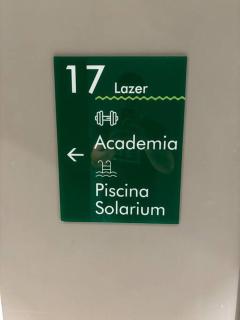 17 Lazer
Academia
←
Piscina
Solarium